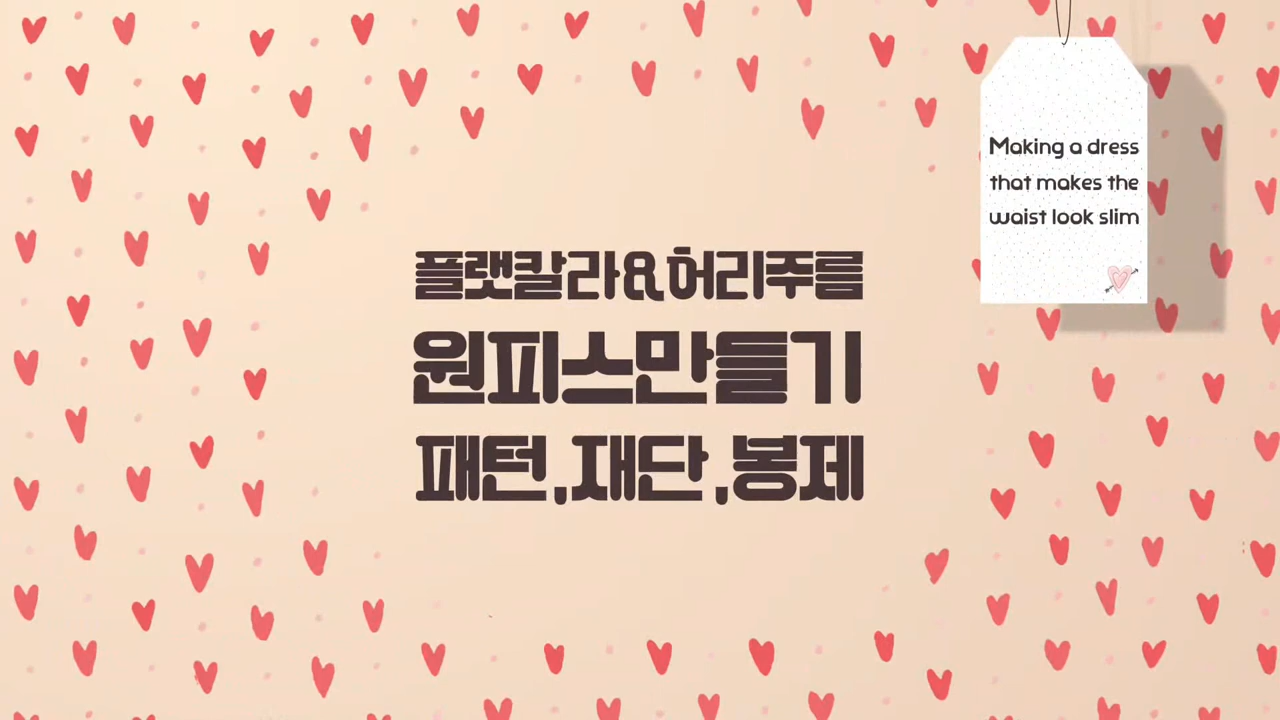 플랫칼라&허리주름
원피스만들기
패턴,재단,봉제
Making a dress
that makes the
waist look slim